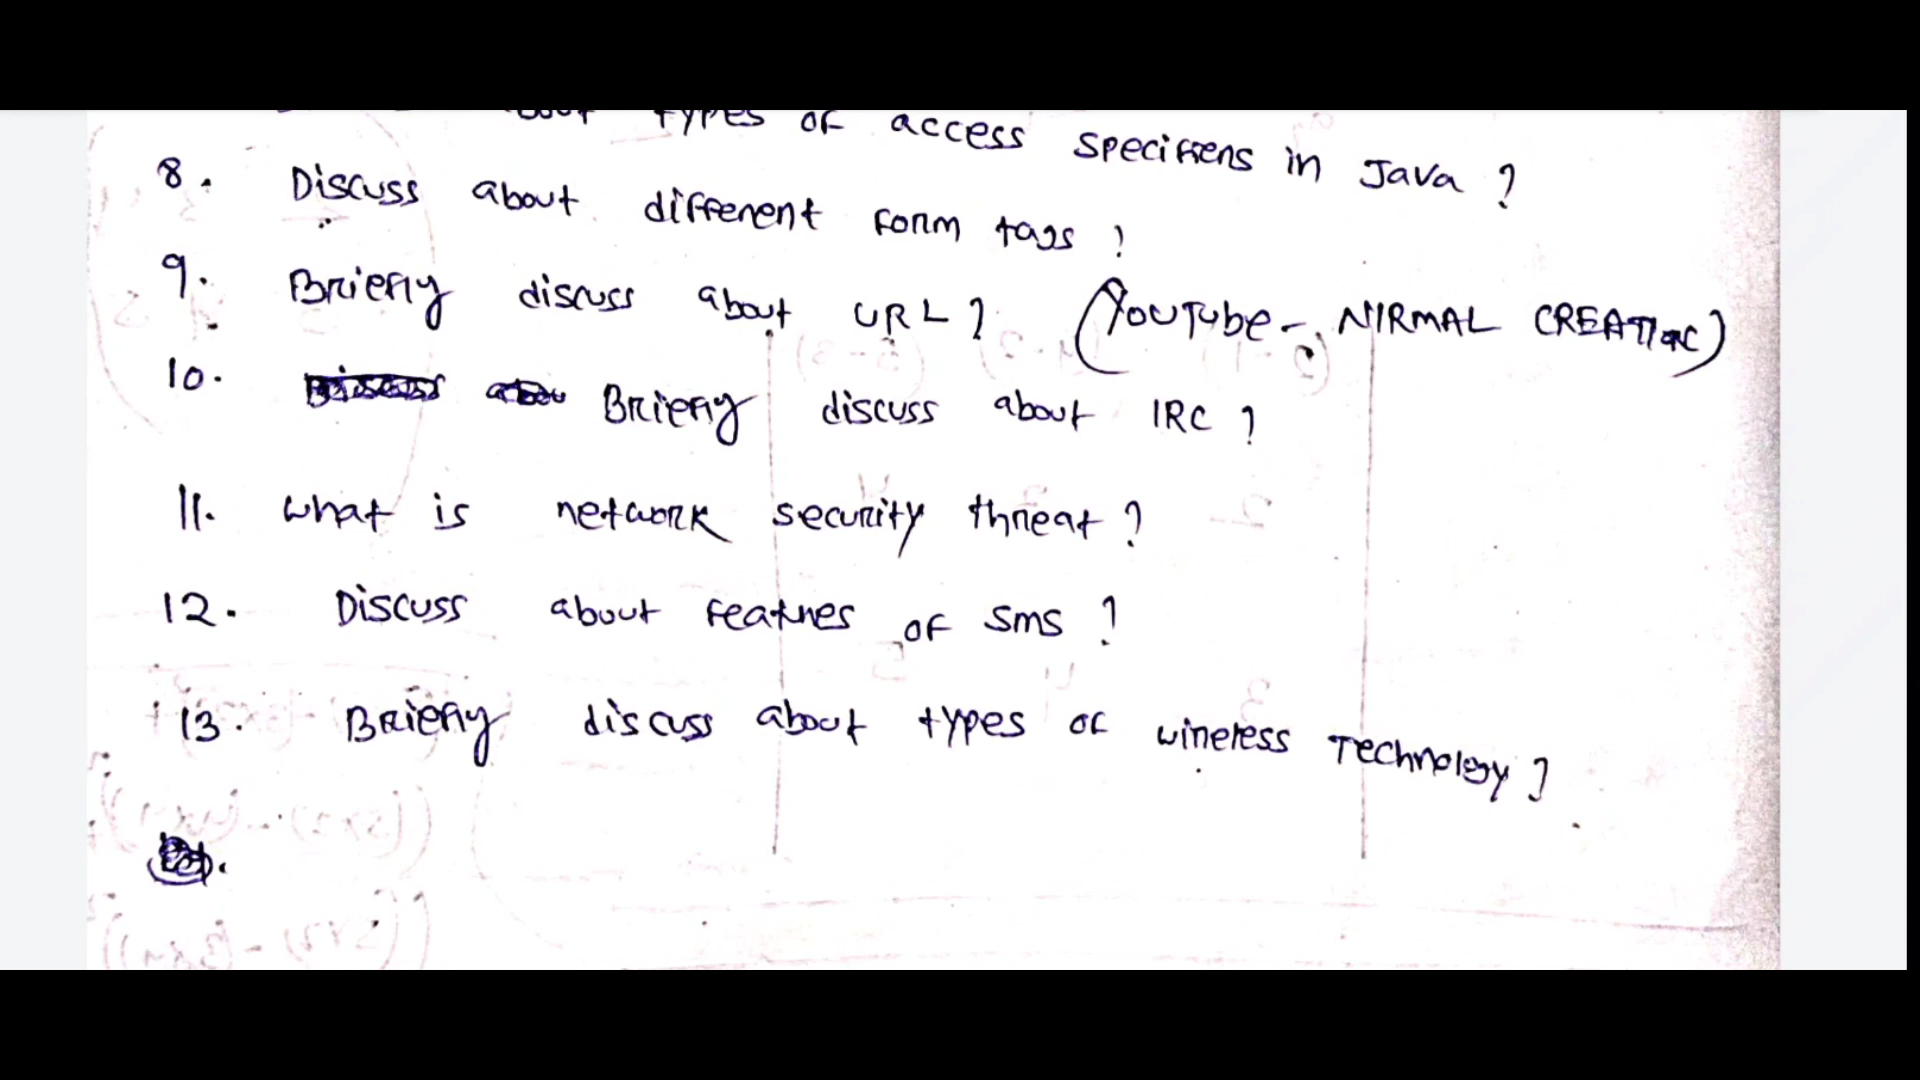 about types of access specifiers in Java ?
8. Discuss about different form tags ?
9. Briefly discuss about URL ? (YouTube - NIRMAL CREATION)
10. Briefly discuss about IRC ?
11. what is network security threat ?
12. Discuss about features of SMS ?
13. Briefly discuss about types of wireless Technology ?